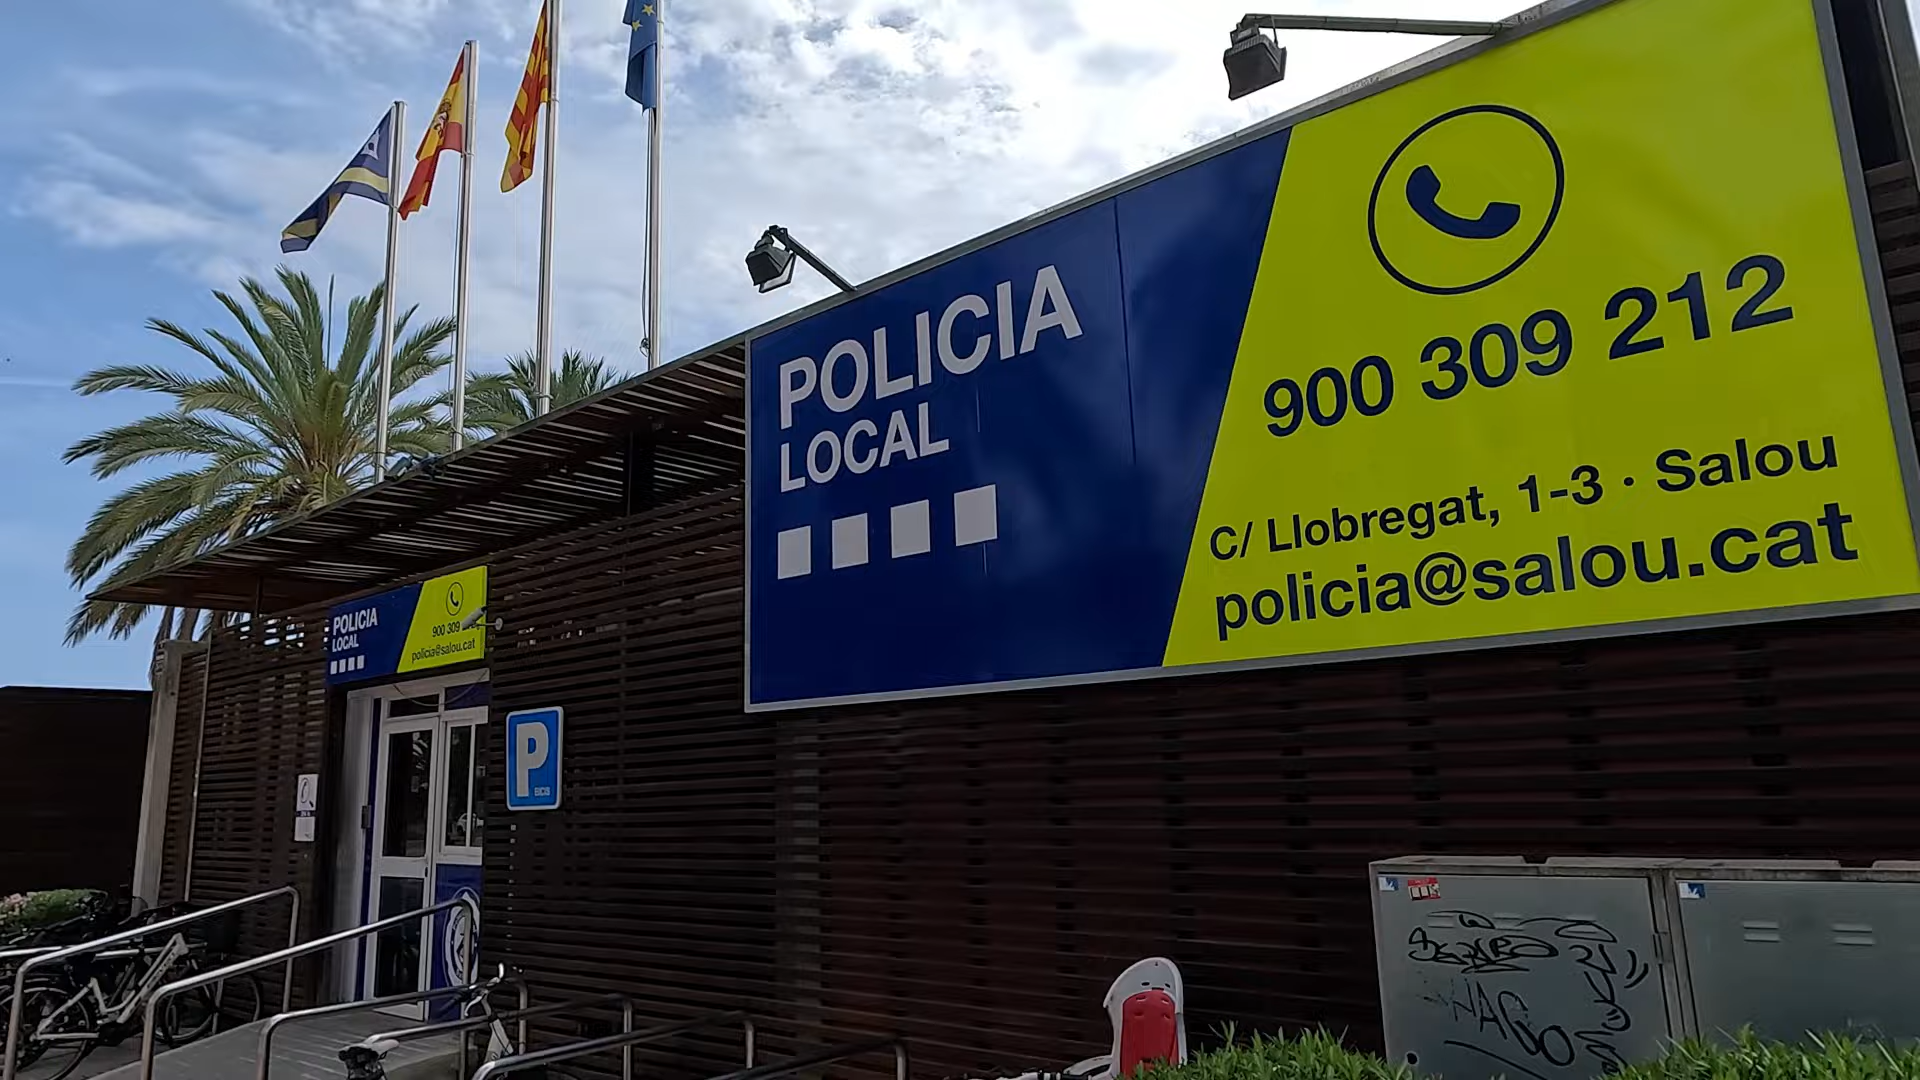 POLICIA
LOCAL
900 309 212
C/ Llobregat, 1-3 · Salou
policia@salou.cat
POLICIA
LOCAL
900 309
policia@salou.cat
P
BICIS